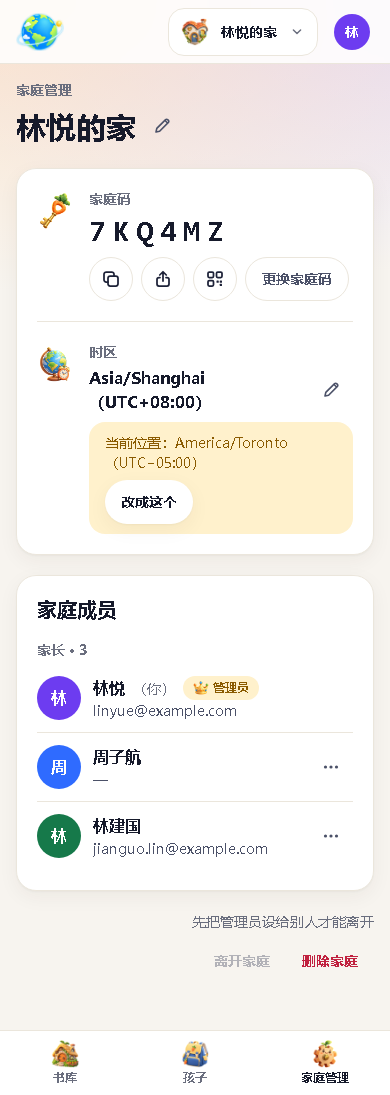 林悦的家
林
家庭管理
林悦的家
家庭码
7KQ4MZ
更换家庭码
时区
Asia/Shanghai
（UTC+08:00）
当前位置：America/Toronto
（UTC−05:00）
改成这个
家庭成员
家长 • 3
林
林悦 （你） 管理员
linyue@example.com
周
周子航
—
林
林建国
jianguo.lin@example.com
先把管理员设给别人才能离开
离开家庭 删除家庭
书库 孩子 家庭管理